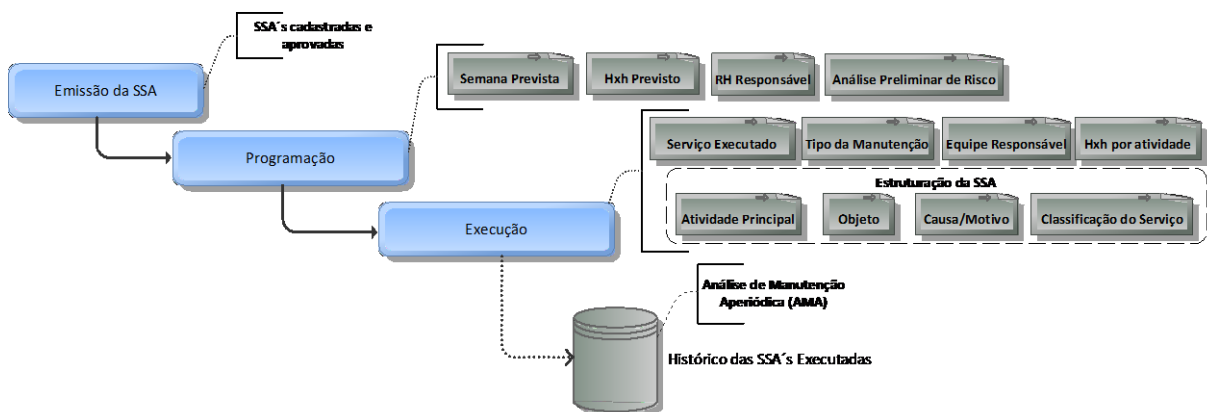 SSA´s cadastradas e
aprovadas
Emissão da SSA
Semana Prevista
Hxh Previsto
RH Responsável
Análise Preliminar de Risco
Programação
Serviço Executado
Tipo da Manutenção
Equipe Responsável
Hxh por atividade
Estruturação da SSA
Atividade Principal
Objeto
Causa/Motivo
Classificação do Serviço
Execução
Análise de Manutenção
Aperiódica (AMA)
Histórico das SSA´s Executadas